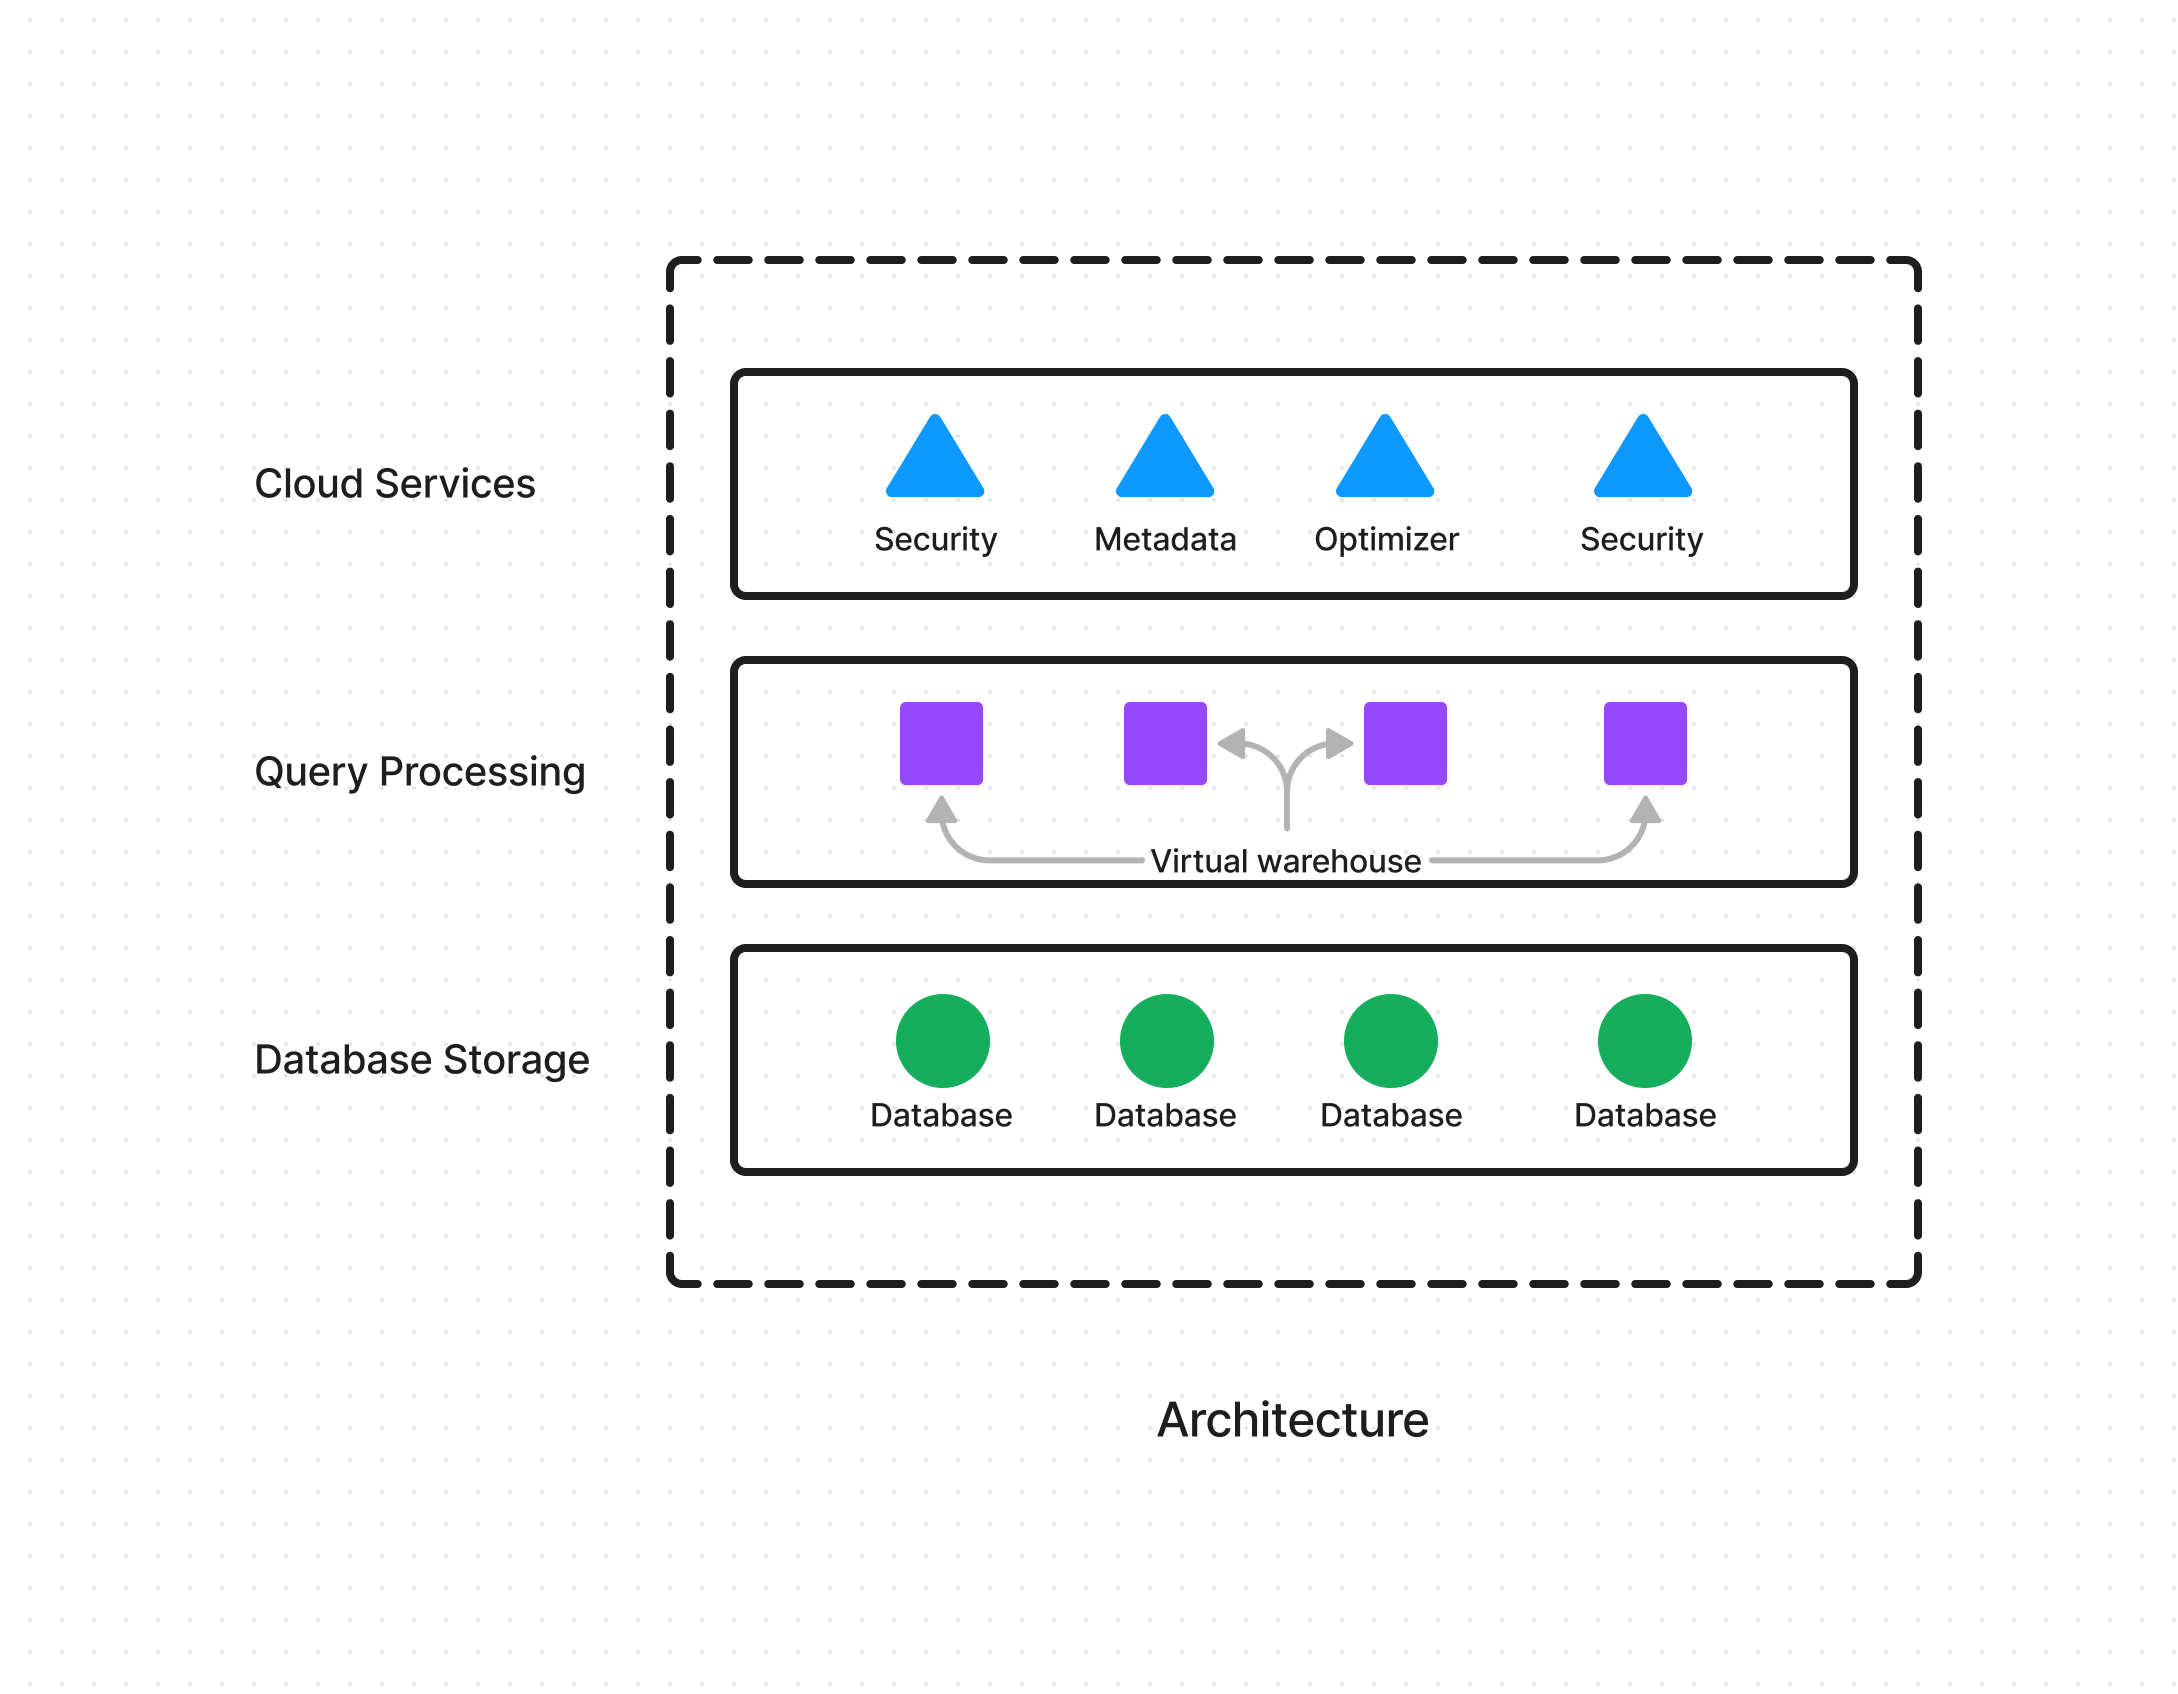 Cloud Services
Security Metadata Optimizer Security
Query Processing
Virtual warehouse
Database Storage
Database Database Database Database
Architecture